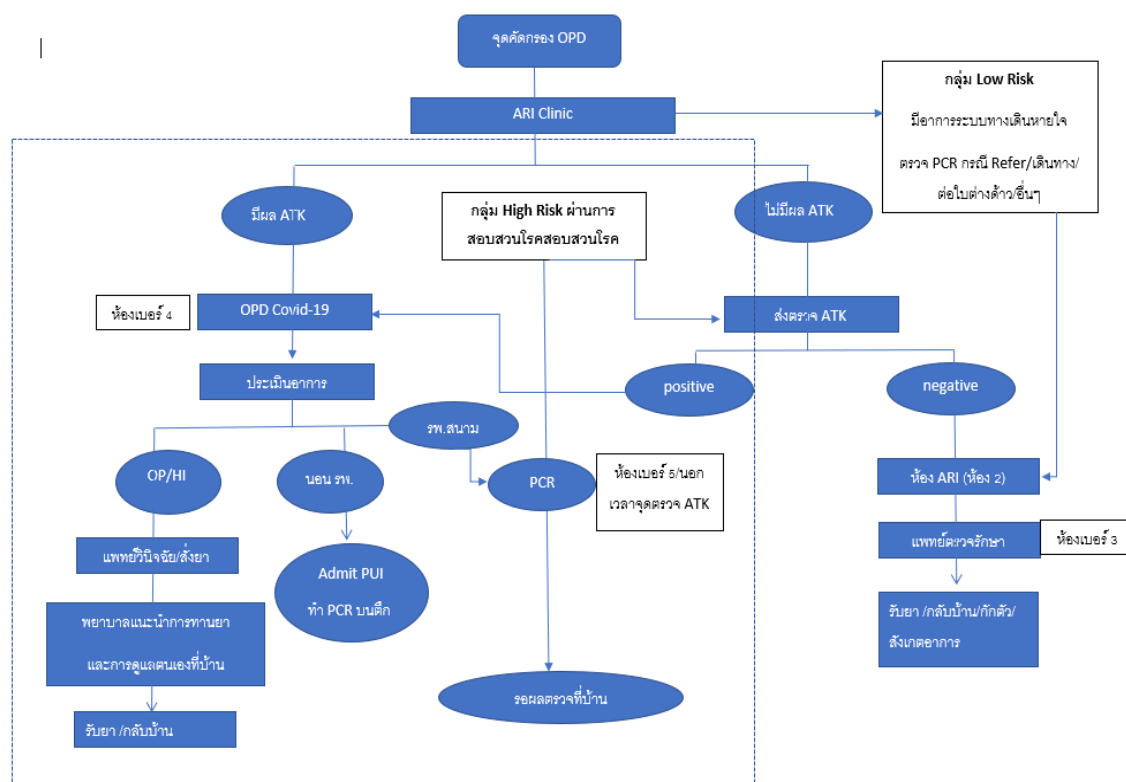 จุดคัดกรอง OPD
ARI Clinic
กลุ่ม Low Risk
มีอาการระบบทางเดินหายใจ
ตรวจ PCR กรณี Refer/เดินทาง/
ต่อใบต่างด้าว/อื่นๆ
มีผล ATK
กลุ่ม High Risk ผ่านการ
สอบสวนโรคสอบสวนโรค
ไม่มีผล ATK
ห้องเบอร์ 4
OPD Covid-19
ส่งตรวจ ATK
ประเมินอาการ
positive
negative
รพ.สนาม
OP/HI
นอน รพ.
PCR
ห้องเบอร์ 5/นอก
เวลาจุดตรวจ ATK
ห้อง ARI (ห้อง 2)
แพทย์วินิจฉัย/สั่งยา
Admit PUI
ทำ PCR บนตึก
แพทย์ตรวจรักษา
ห้องเบอร์ 3
พยาบาลแนะนำการทานยา
และการดูแลตนเองที่บ้าน
รับยา /กลับบ้าน/กักตัว/
สังเกตอาการ
รอผลตรวจที่บ้าน
รับยา /กลับบ้าน